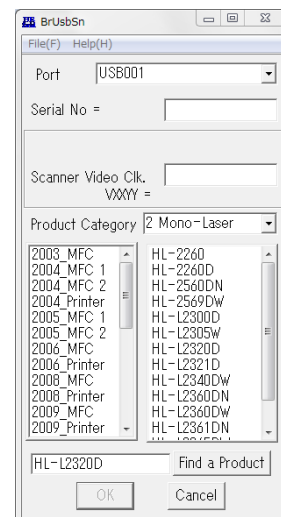 BrUsbSn
File(F) Help(H)
Port USB001
Serial No =
Scanner Video Clk.
VXXYY =
Product Category 2 Mono-Laser
2003_MFC
2004_MFC 1
2004_MFC 2
2004_Printer
2005_MFC 1
2005_MFC 2
2006_MFC
2006_Printer
2008_MFC
2008_Printer
2009_MFC
2009_Printer
HL-2260
HL-2260D
HL-2560DN
HL-2569DW
HL-L2300D
HL-L2305W
HL-L2320D
HL-L2321D
HL-L2340DW
HL-L2360DN
HL-L2360DW
HL-L2361DN
HL-L2320D Find a Product
OK Cancel